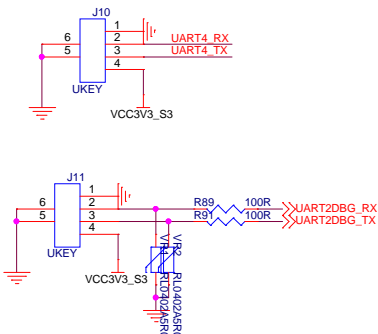 J10
1
6 2 UART4_RX
5 3 UART4_TX
4
UKEY
VCC3V3_S3
J11
1
6 2 R89 100R UART2DBG_RX
5 3 R91 100R UART2DBG_TX
4
UKEY
VCC3V3_S3
VR1
VR2
RL0402A5R